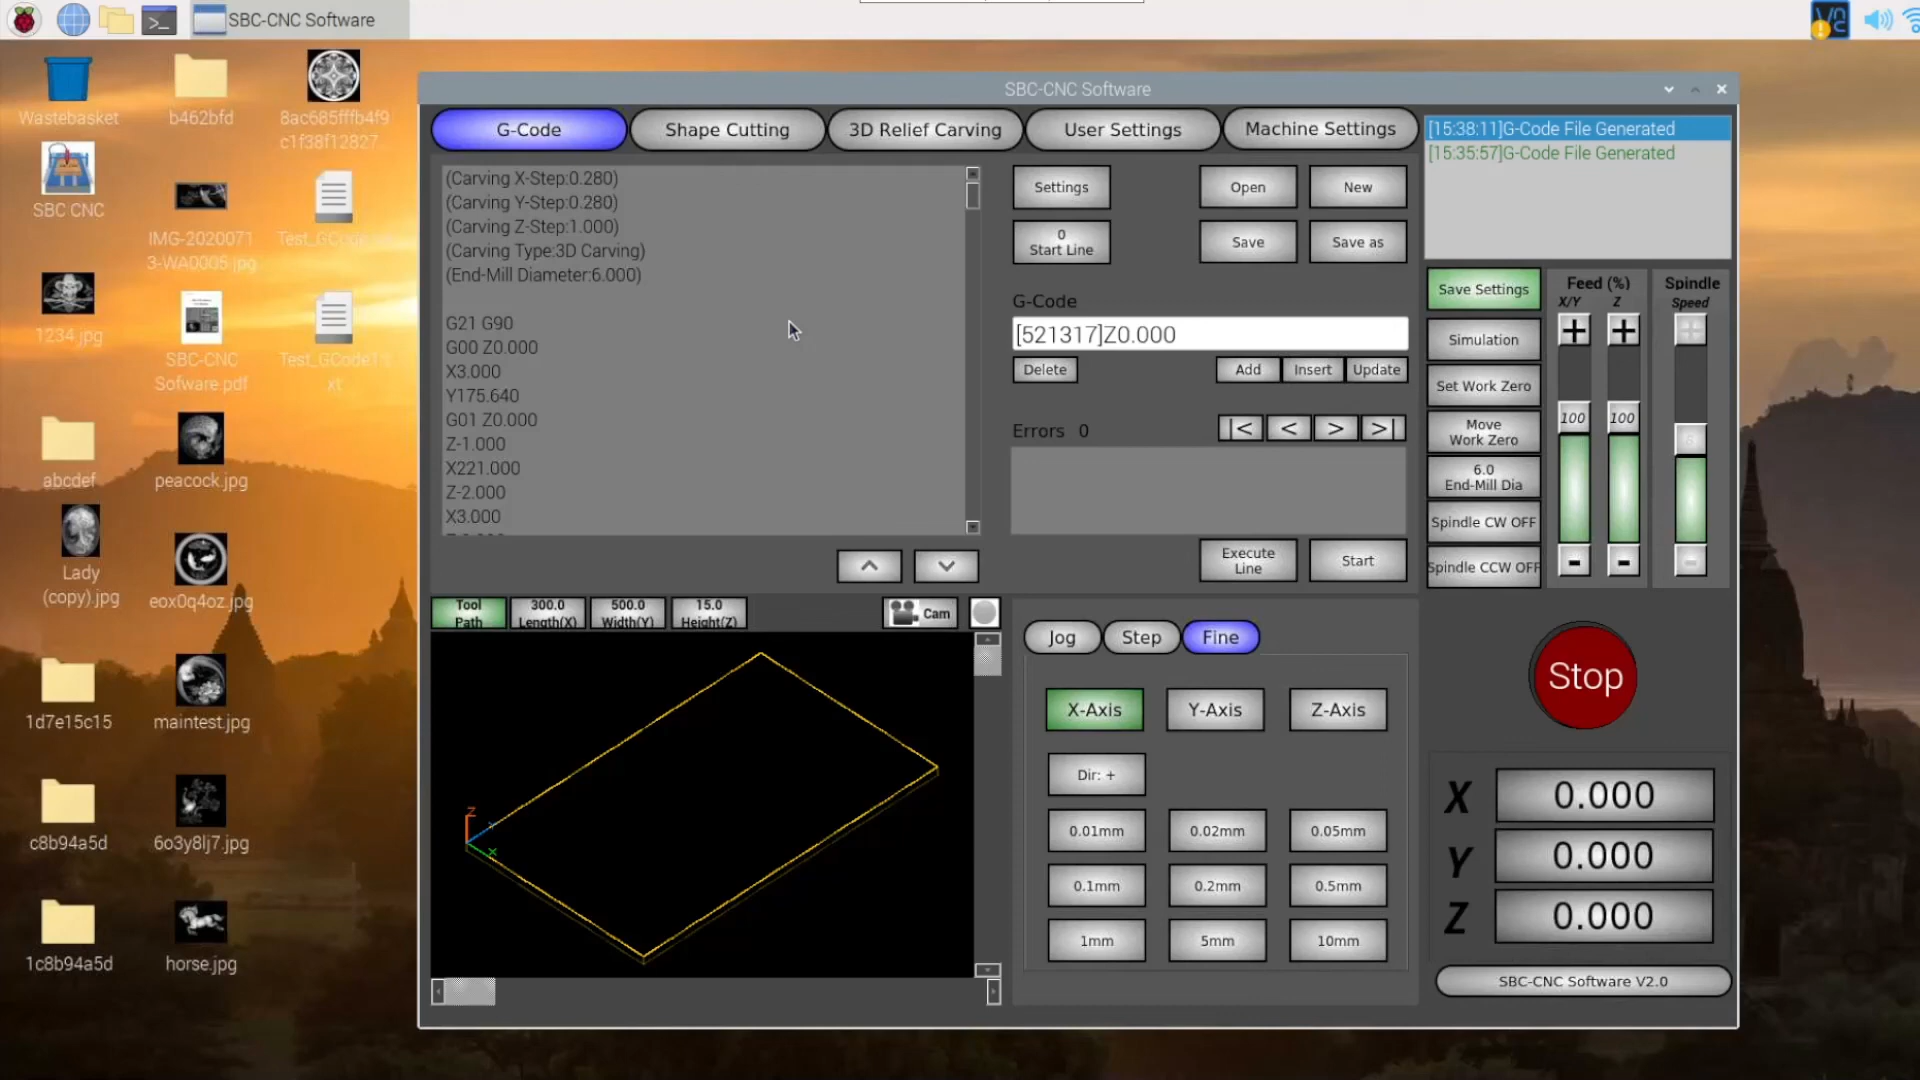 SBC-CNC Software
Wastebasket
b462bfd
8ac685fffb4f9
c1f38f12827
SBC CNC
IMG-2020071
3-WA0005.jpg
1234.jpg
SBC-CNC
Sofware.pdf
abcdef
peacock.jpg
Lady
(copy).jpg
eox0q4oz.jpg
1d7e15c15
maintest.jpg
c8b94a5d
6o3y8lj7.jpg
1c8b94a5d
horse.jpg
SBC-CNC Software
G-Code
Shape Cutting
3D Relief Carving
User Settings
Machine Settings
[15:38:11]G-Code File Generated
[15:35:57]G-Code File Generated
(Carving X-Step:0.280)
(Carving Y-Step:0.280)
(Carving Z-Step:1.000)
(Carving Type:3D Carving)
(End-Mill Diameter:6.000)
G21 G90
G00 Z0.000
X3.000
Y175.640
G01 Z0.000
Z-1.000
X221.000
Z-2.000
X3.000
Settings
Open
New
0
Start Line
Save
Save as
G-Code
[521317]Z0.000
Delete
Add
Insert
Update
Errors 0
|<
<
>
>|
Execute
Line
Start
Save Settings
Simulation
Set Work Zero
Move
Work Zero
6.0
End-Mill Dia
Spindle CW OFF
Spindle CCW OFF
Feed (%)
X/Y
Z
Spindle
Speed
+
+
+
100
100
-
-
-
Tool
Path
300.0
Length(X)
500.0
Width(Y)
15.0
Height(Z)
Cam
Z
X
Jog
Step
Fine
X-Axis
Y-Axis
Z-Axis
Dir: +
0.01mm
0.02mm
0.05mm
0.1mm
0.2mm
0.5mm
1mm
5mm
10mm
Stop
X 0.000
Y 0.000
Z 0.000
SBC-CNC Software V2.0